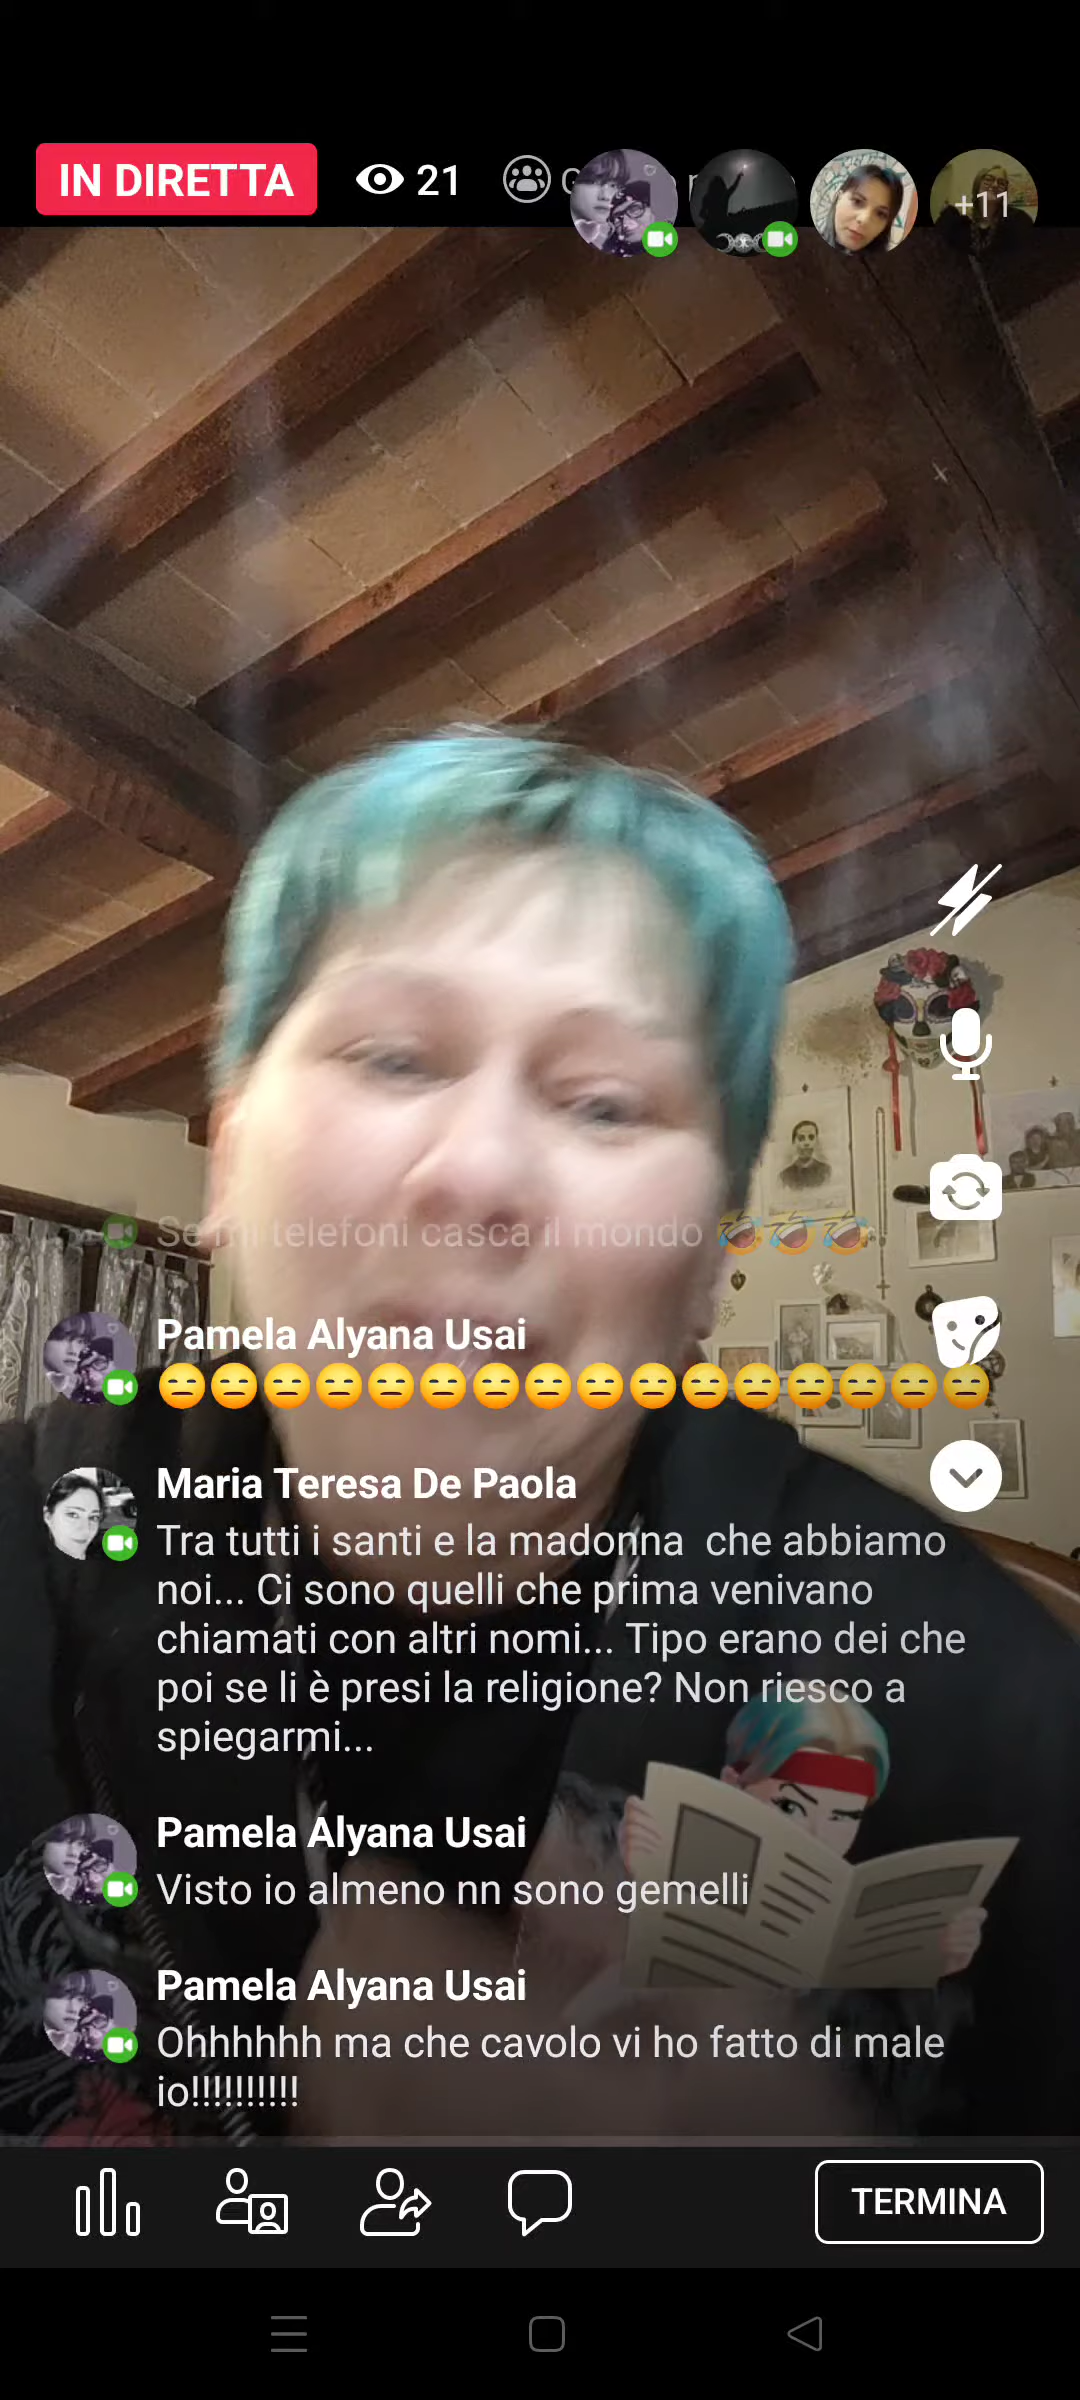 IN DIRETTA
21
+11
Se mi telefoni casca il mondo 🤣🤣🤣
Pamela Alyana Usai
😑😑😑😑😑😑😑😑😑😑😑😑😑😑😑😑
Maria Teresa De Paola
Tra tutti i santi e la madonna  che abbiamo
noi... Ci sono quelli che prima venivano
chiamati con altri nomi... Tipo erano dei che
poi se li è presi la religione? Non riesco a
spiegarmi...
Pamela Alyana Usai
Visto io almeno nn sono gemelli
Pamela Alyana Usai
Ohhhhhh ma che cavolo vi ho fatto di male
io!!!!!!!!!!
TERMINA